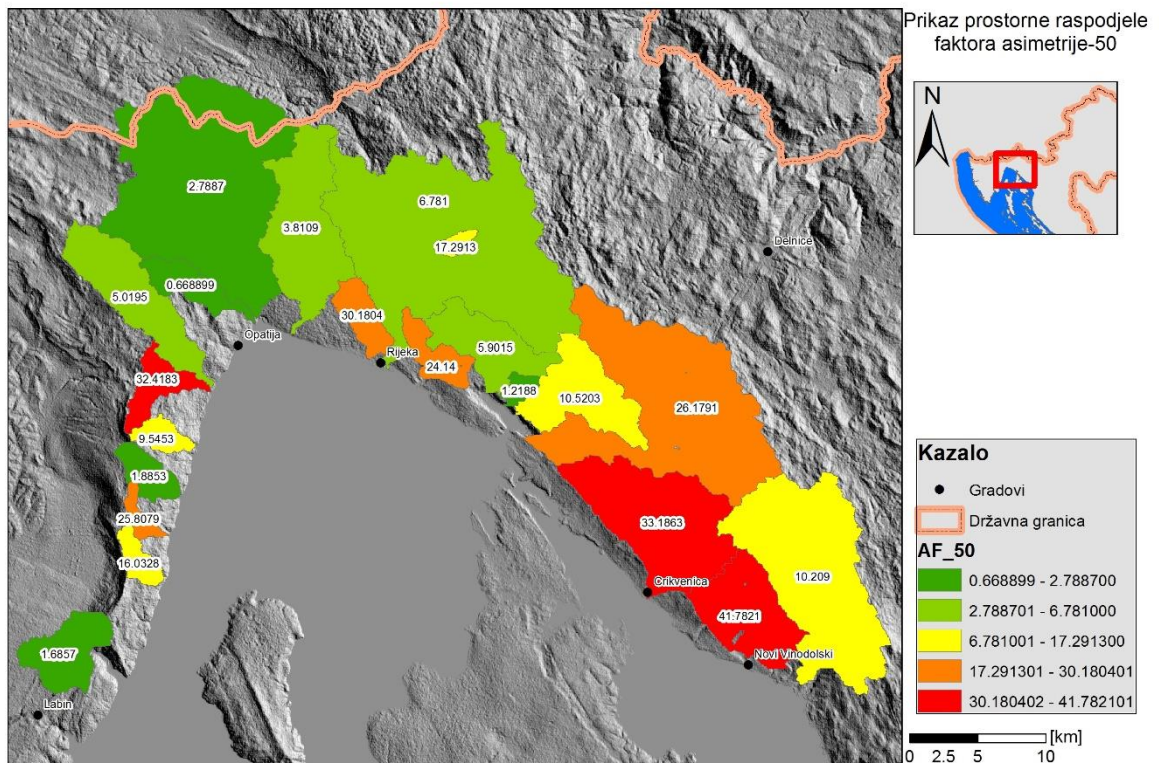 Prikaz prostorne raspodjele
faktora asimetrije-50
N
2.7887
6.781
3.8109
17.2913
Delnice
0.668899
5.0195
30.1804
Opatija
5.9015
Rijeka
24.14
32.4183
1.2188
10.5203
26.1791
9.5453
1.8853
25.8079
33.1863
16.0328
10.209
Crikvenica
41.7821
1.6857
Novi Vinodolski
Labin
Kazalo
Gradovi
Državna granica
AF_50
0.668899 - 2.788700
2.788701 - 6.781000
6.781001 - 17.291300
17.291301 - 30.180401
30.180402 - 41.782101
[km]
0 2.5 5 10